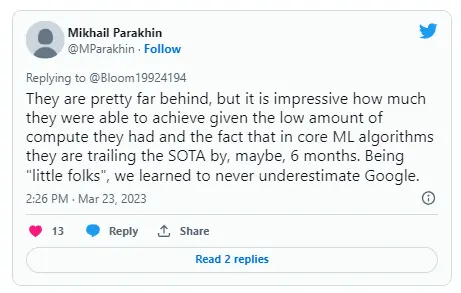 Mikhail Parakhin
@MParakhin · Follow
Replying to @Bloom19924194
They are pretty far behind, but it is impressive how much
they were able to achieve given the low amount of
compute they had and the fact that in core ML algorithms
they are trailing the SOTA by, maybe, 6 months. Being
"little folks", we learned to never underestimate Google.
2:26 PM · Mar 23, 2023
13 Reply Share
Read 2 replies